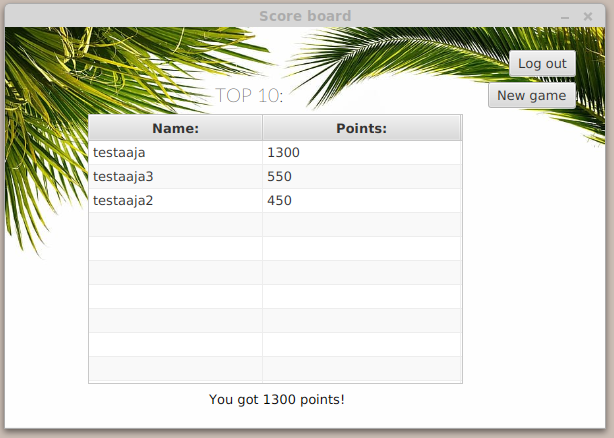 Score board
Log out
TOP 10:
New game
Name: Points:
testaaja 1300
testaaja3 550
testaaja2 450
You got 1300 points!